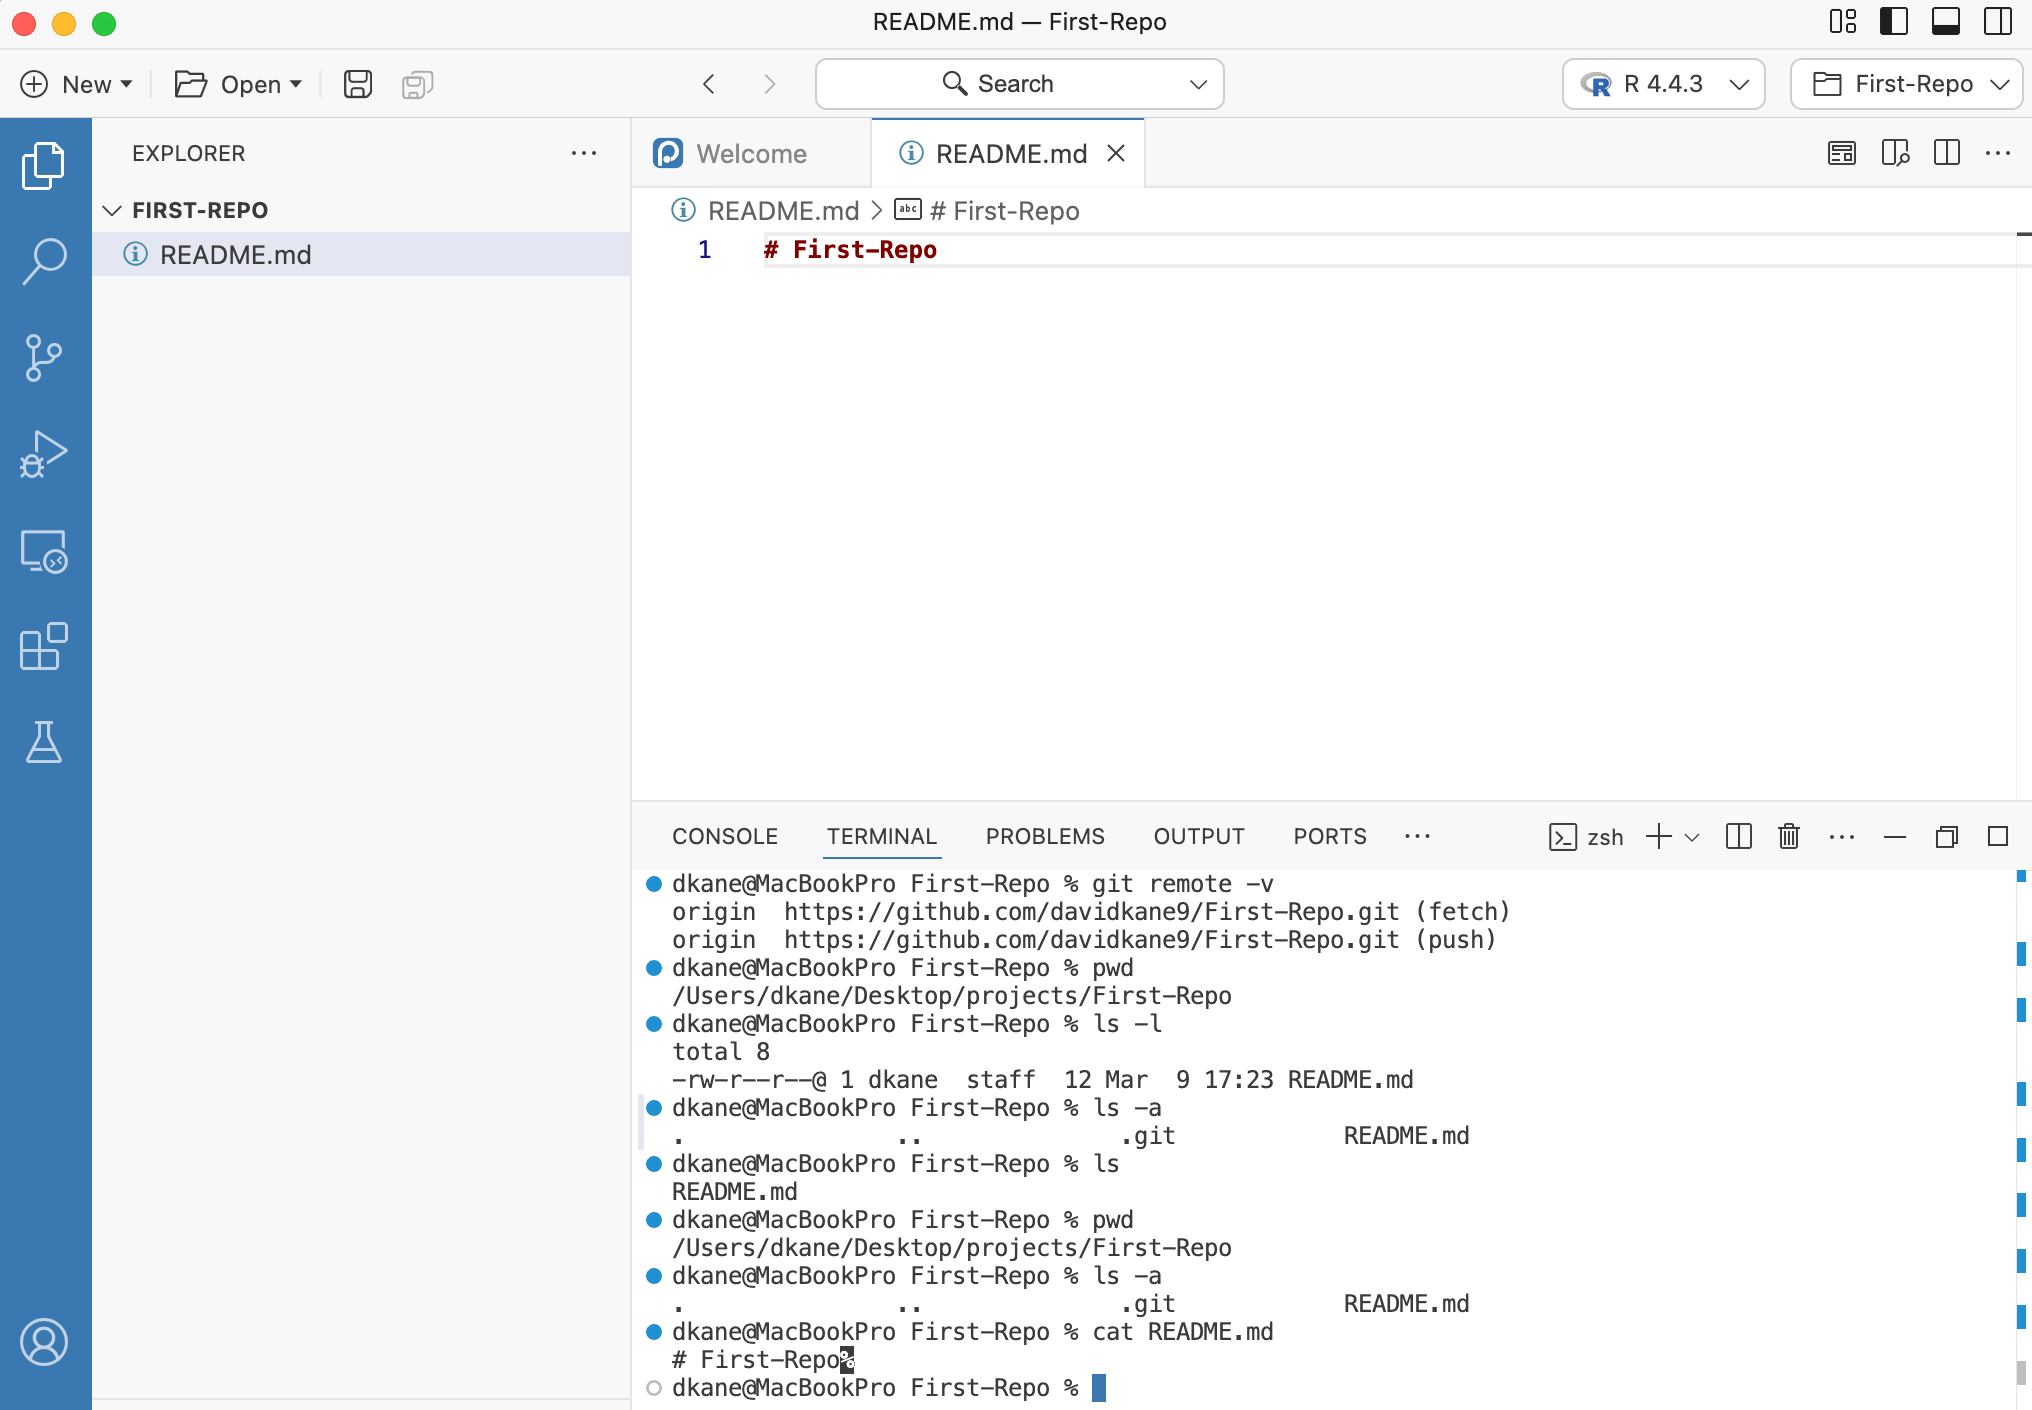 README.md — First-Repo
New
Open
Search
R 4.4.3
First-Repo
EXPLORER
FIRST-REPO
README.md
Welcome
README.md
README.md > # First-Repo
1 # First-Repo
CONSOLE
TERMINAL
PROBLEMS
OUTPUT
PORTS
zsh
dkane@MacBookPro First-Repo % git remote -v
origin  https://github.com/davidkane9/First-Repo.git (fetch)
origin  https://github.com/davidkane9/First-Repo.git (push)
dkane@MacBookPro First-Repo % pwd
/Users/dkane/Desktop/projects/First-Repo
dkane@MacBookPro First-Repo % ls -l
total 8
-rw-r--r--@ 1 dkane  staff  12 Mar  9 17:23 README.md
dkane@MacBookPro First-Repo % ls -a
.               ..              .git            README.md
dkane@MacBookPro First-Repo % ls
README.md
dkane@MacBookPro First-Repo % pwd
/Users/dkane/Desktop/projects/First-Repo
dkane@MacBookPro First-Repo % ls -a
.               ..              .git            README.md
dkane@MacBookPro First-Repo % cat README.md
# First-Repo%
dkane@MacBookPro First-Repo %